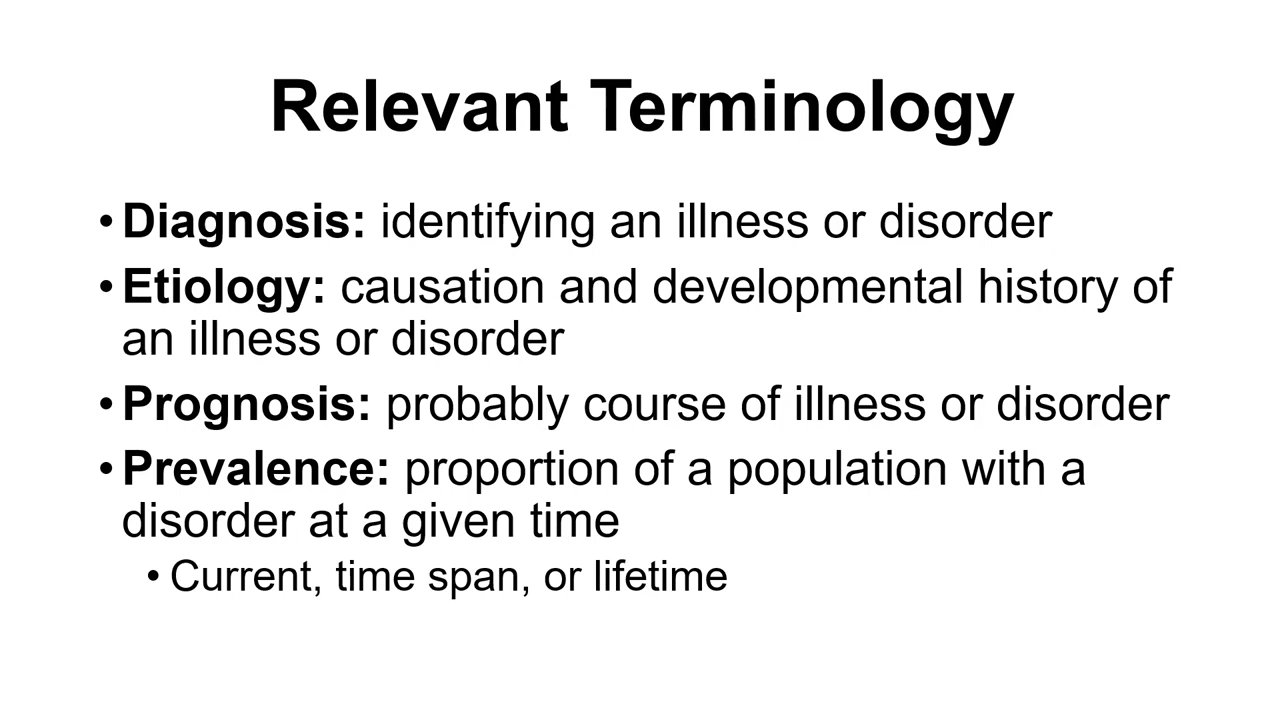 Relevant Terminology
• Diagnosis: identifying an illness or disorder
• Etiology: causation and developmental history of
an illness or disorder
• Prognosis: probably course of illness or disorder
• Prevalence: proportion of a population with a
disorder at a given time
• Current, time span, or lifetime